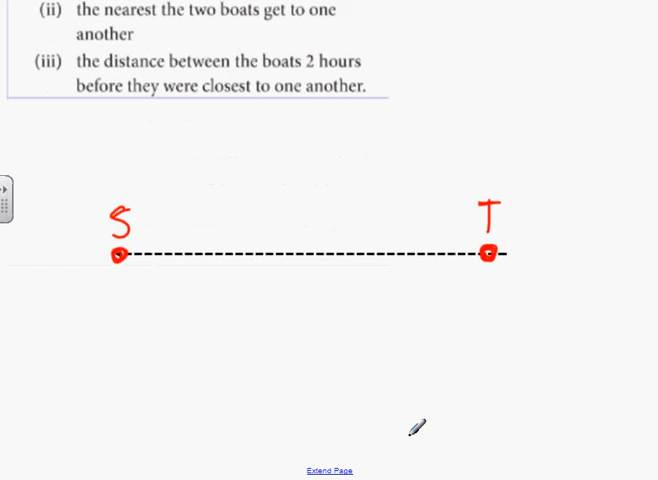 (ii) the nearest the two boats get to one
another
(iii) the distance between the boats 2 hours
before they were closest to one another.
S T
Extend Page